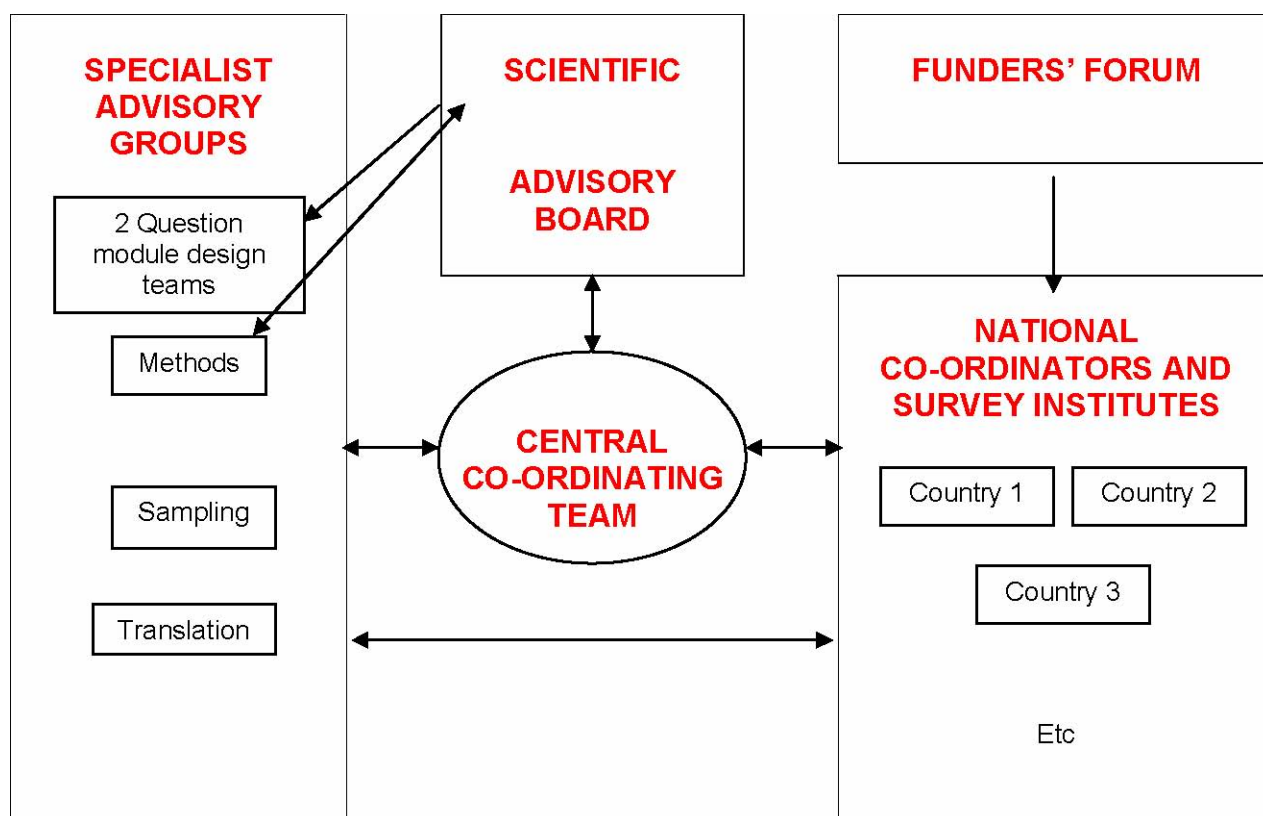 SPECIALIST
ADVISORY
GROUPS
2 Question
module design
teams
Methods
Sampling
Translation
SCIENTIFIC
ADVISORY
BOARD
CENTRAL
CO-ORDINATING
TEAM
FUNDERS’ FORUM
NATIONAL
CO-ORDINATORS AND
SURVEY INSTITUTES
Country 1
Country 2
Country 3
Etc